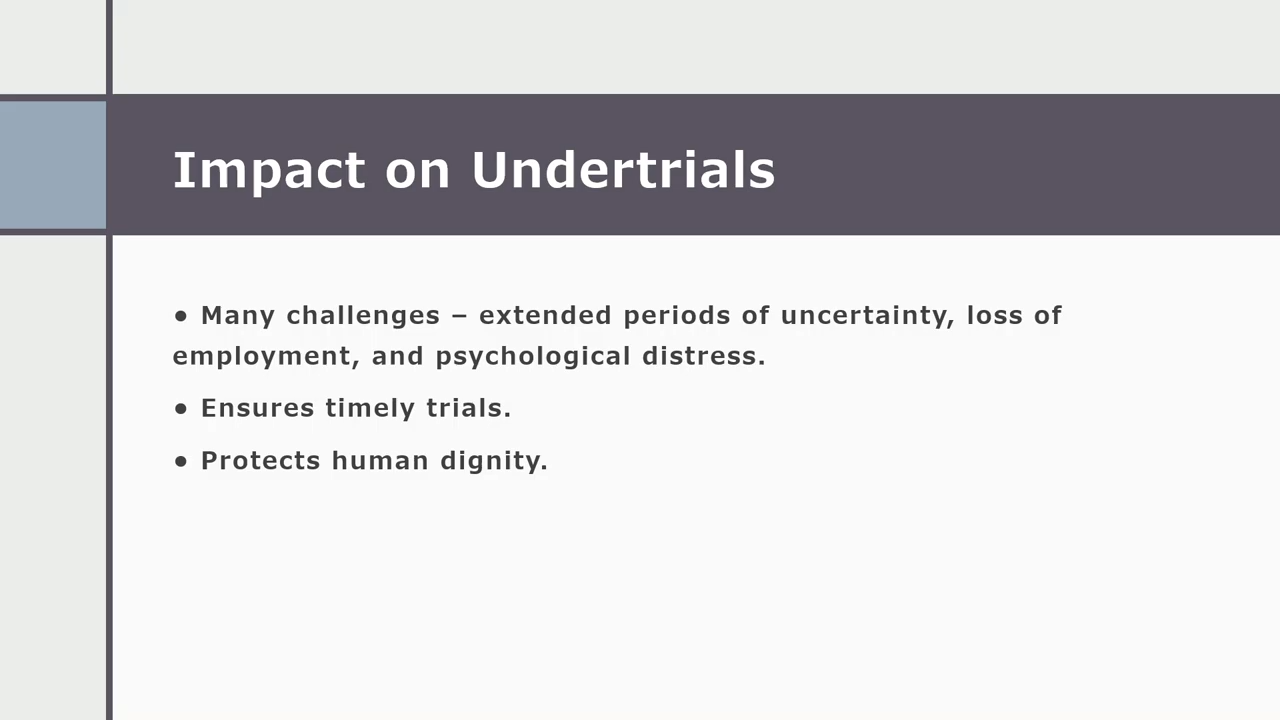 Impact on Undertrials
● Many challenges – extended periods of uncertainty, loss of
employment, and psychological distress.
● Ensures timely trials.
● Protects human dignity.